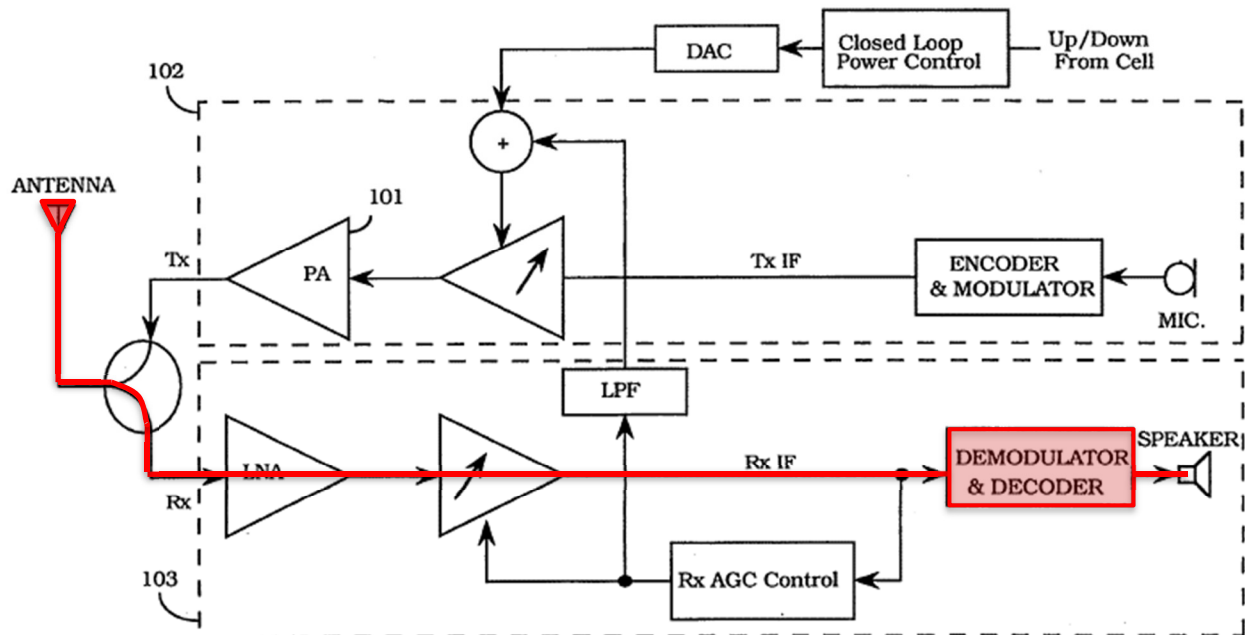 DAC
Closed Loop
Power Control
Up/Down
From Cell
102
+
ANTENNA
101
Tx
PA
Tx IF
ENCODER
& MODULATOR
MIC.
LPF
SPEAKER
LNA
Rx IF
DEMODULATOR
& DECODER
Rx
Rx AGC Control
103